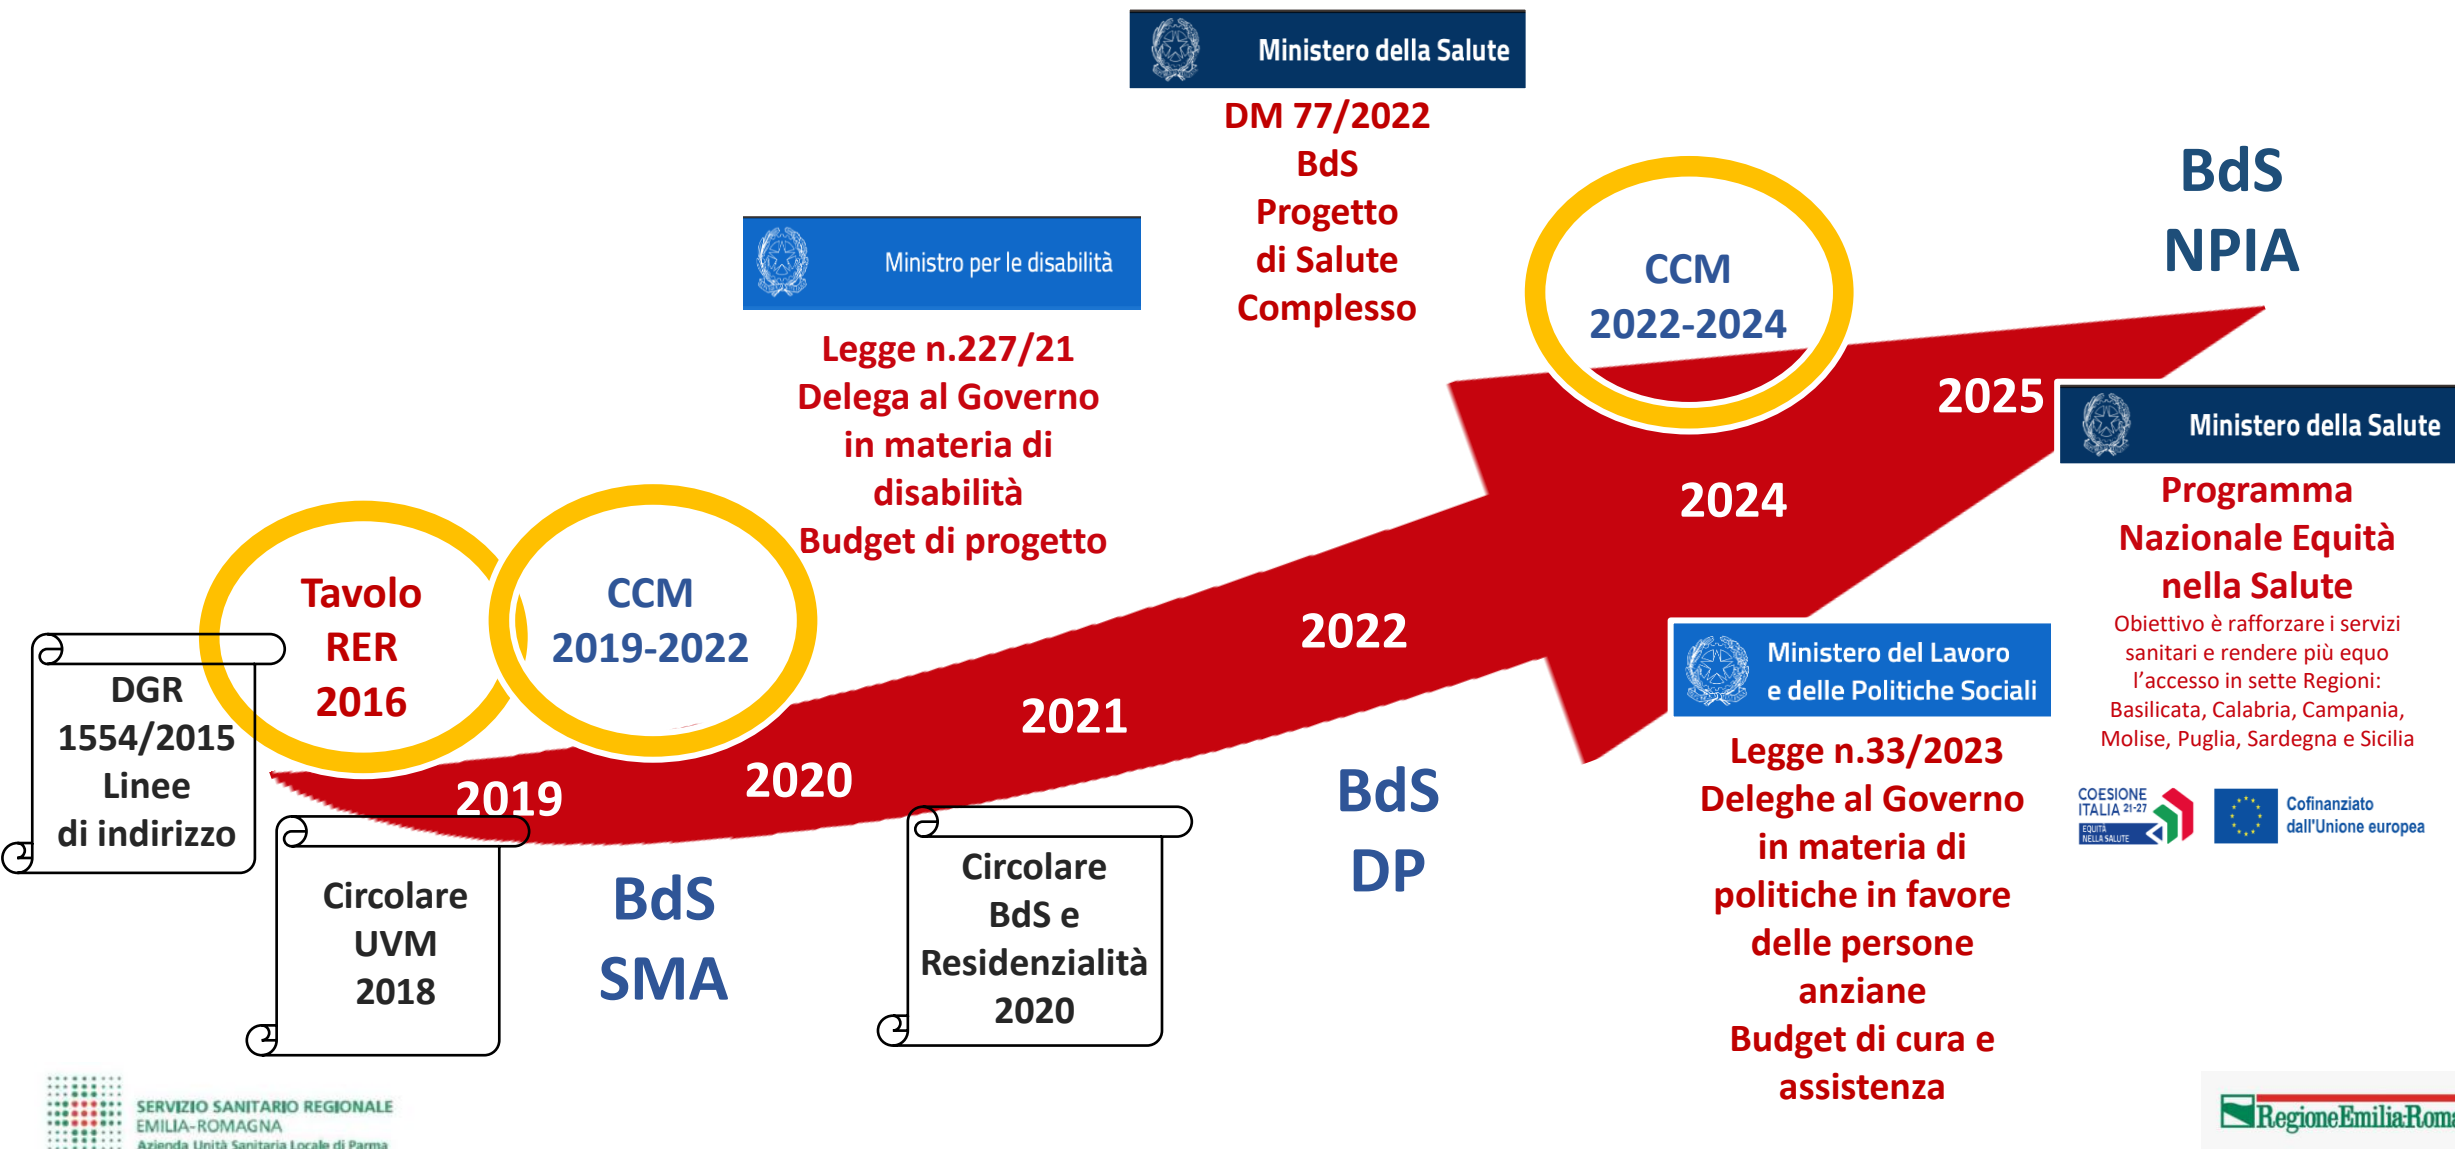 Ministero della Salute
DM 77/2022
BdS
Progetto
di Salute
Complesso
BdS
NPIA
Ministro per le disabilità
Legge n.227/21
Delega al Governo
in materia di
disabilità
Budget di progetto
CCM
2022-2024
2025
2024
2022
2021
2020
2019
Ministero della Salute
Programma
Nazionale Equità
nella Salute
Obiettivo è rafforzare i servizi
sanitari e rendere più equo
l'accesso in sette Regioni:
Basilicata, Calabria, Campania,
Molise, Puglia, Sardegna e Sicilia
COESIONE
ITALIA 21-27
EQUITÀ
NELLA SALUTE
Cofinanziato
dall'Unione europea
Tavolo
RER
2016
CCM
2019-2022
DGR
1554/2015
Linee
di indirizzo
Circolare
UVM
2018
BdS
SMA
Circolare
BdS e
Residenzialità
2020
BdS
DP
Ministero del Lavoro
e delle Politiche Sociali
Legge n.33/2023
Deleghe al Governo
in materia di
politiche in favore
delle persone
anziane
Budget di cura e
assistenza
SERVIZIO SANITARIO REGIONALE
EMILIA-ROMAGNA
Azienda Unità Sanitaria Locale di Parma
RegioneEmilia-Roma